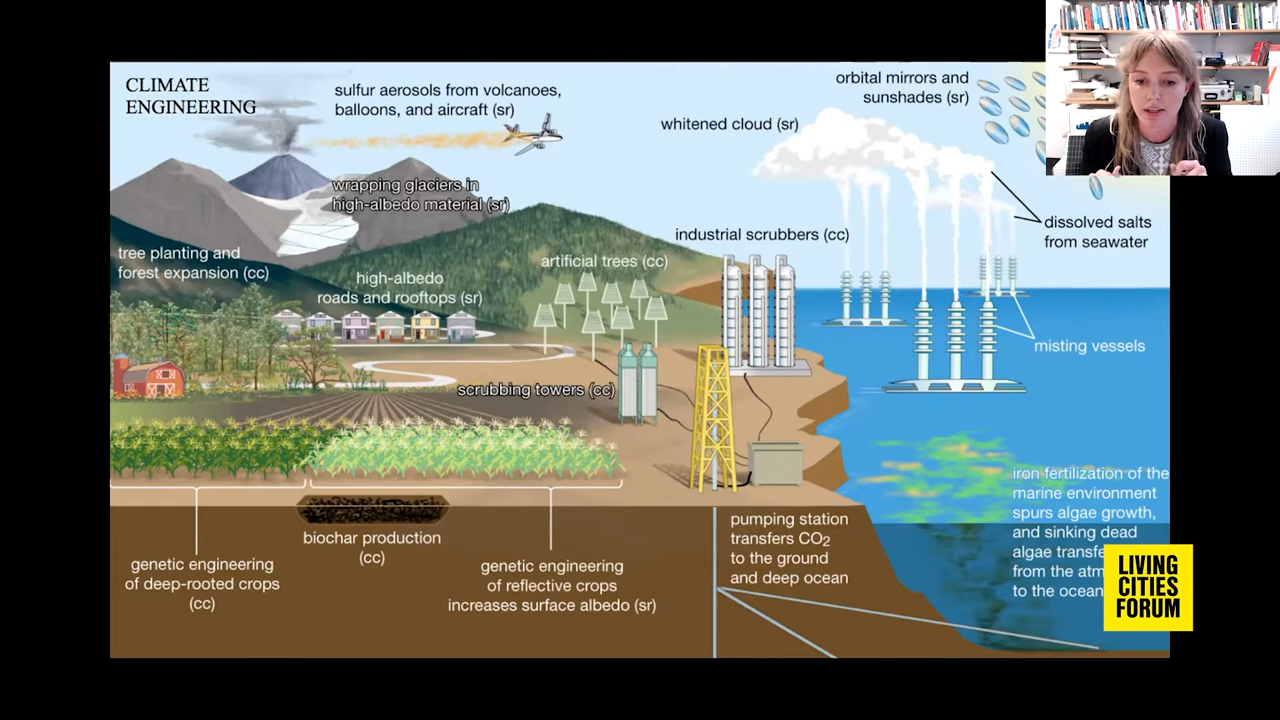 CLIMATE
ENGINEERING
sulfur aerosols from volcanoes,
balloons, and aircraft (sr)
orbital mirrors and
sunshades (sr)
whitened cloud (sr)
wrapping glaciers in
high-albedo material (sr)
dissolved salts
from seawater
tree planting and
forest expansion (cc)
high-albedo
roads and rooftops (sr)
artificial trees (cc)
industrial scrubbers (cc)
misting vessels
scrubbing towers (cc)
iron fertilization of the
marine environment
spurs algae growth,
and sinking dead
algae
from the
to the
pumping station
transfers CO2
to the ground
and deep ocean
biochar production
(cc)
genetic engineering
of deep-rooted crops
(cc)
genetic engineering
of reflective crops
increases surface albedo (sr)
LIVING
CITIES
FORUM